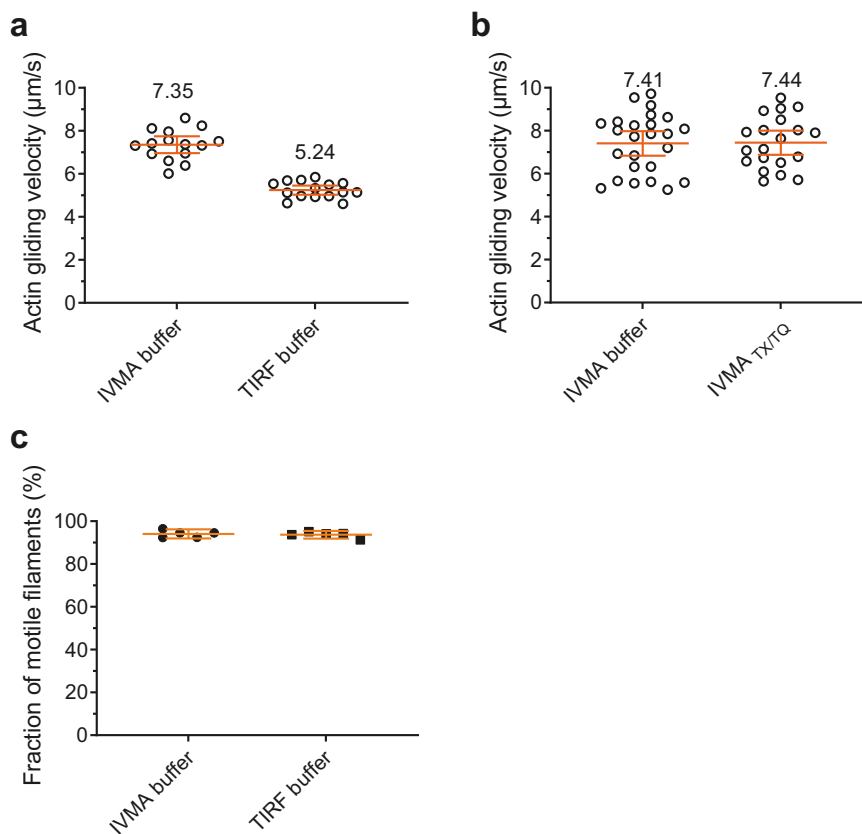 a
Actin gliding velocity (µm/s)
10
8
6
4
2
0
7.35
5.24
IVMA buffer
TIRF buffer
b
Actin gliding velocity (µm/s)
10
8
6
4
2
0
7.41
7.44
IVMA buffer
IVMA TX/TQ
c
Fraction of motile filaments (%)
100
80
60
40
20
0
IVMA buffer
TIRF buffer